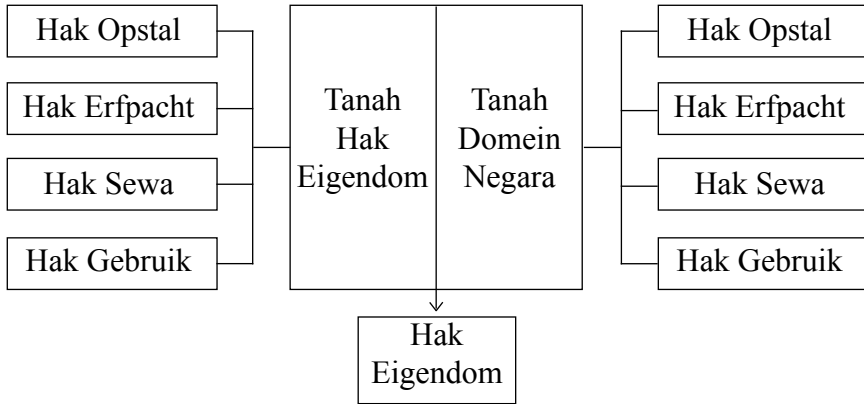 Hak Opstal
Hak Erfpacht
Hak Sewa
Hak Gebruik
Tanah
Hak
Eigendom
Tanah
Domein
Negara
Hak Opstal
Hak Erfpacht
Hak Sewa
Hak Gebruik
Hak
Eigendom